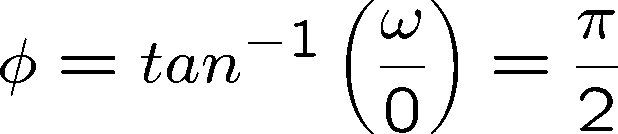 ϕ = tan⁻¹ (ω/0) = π/2